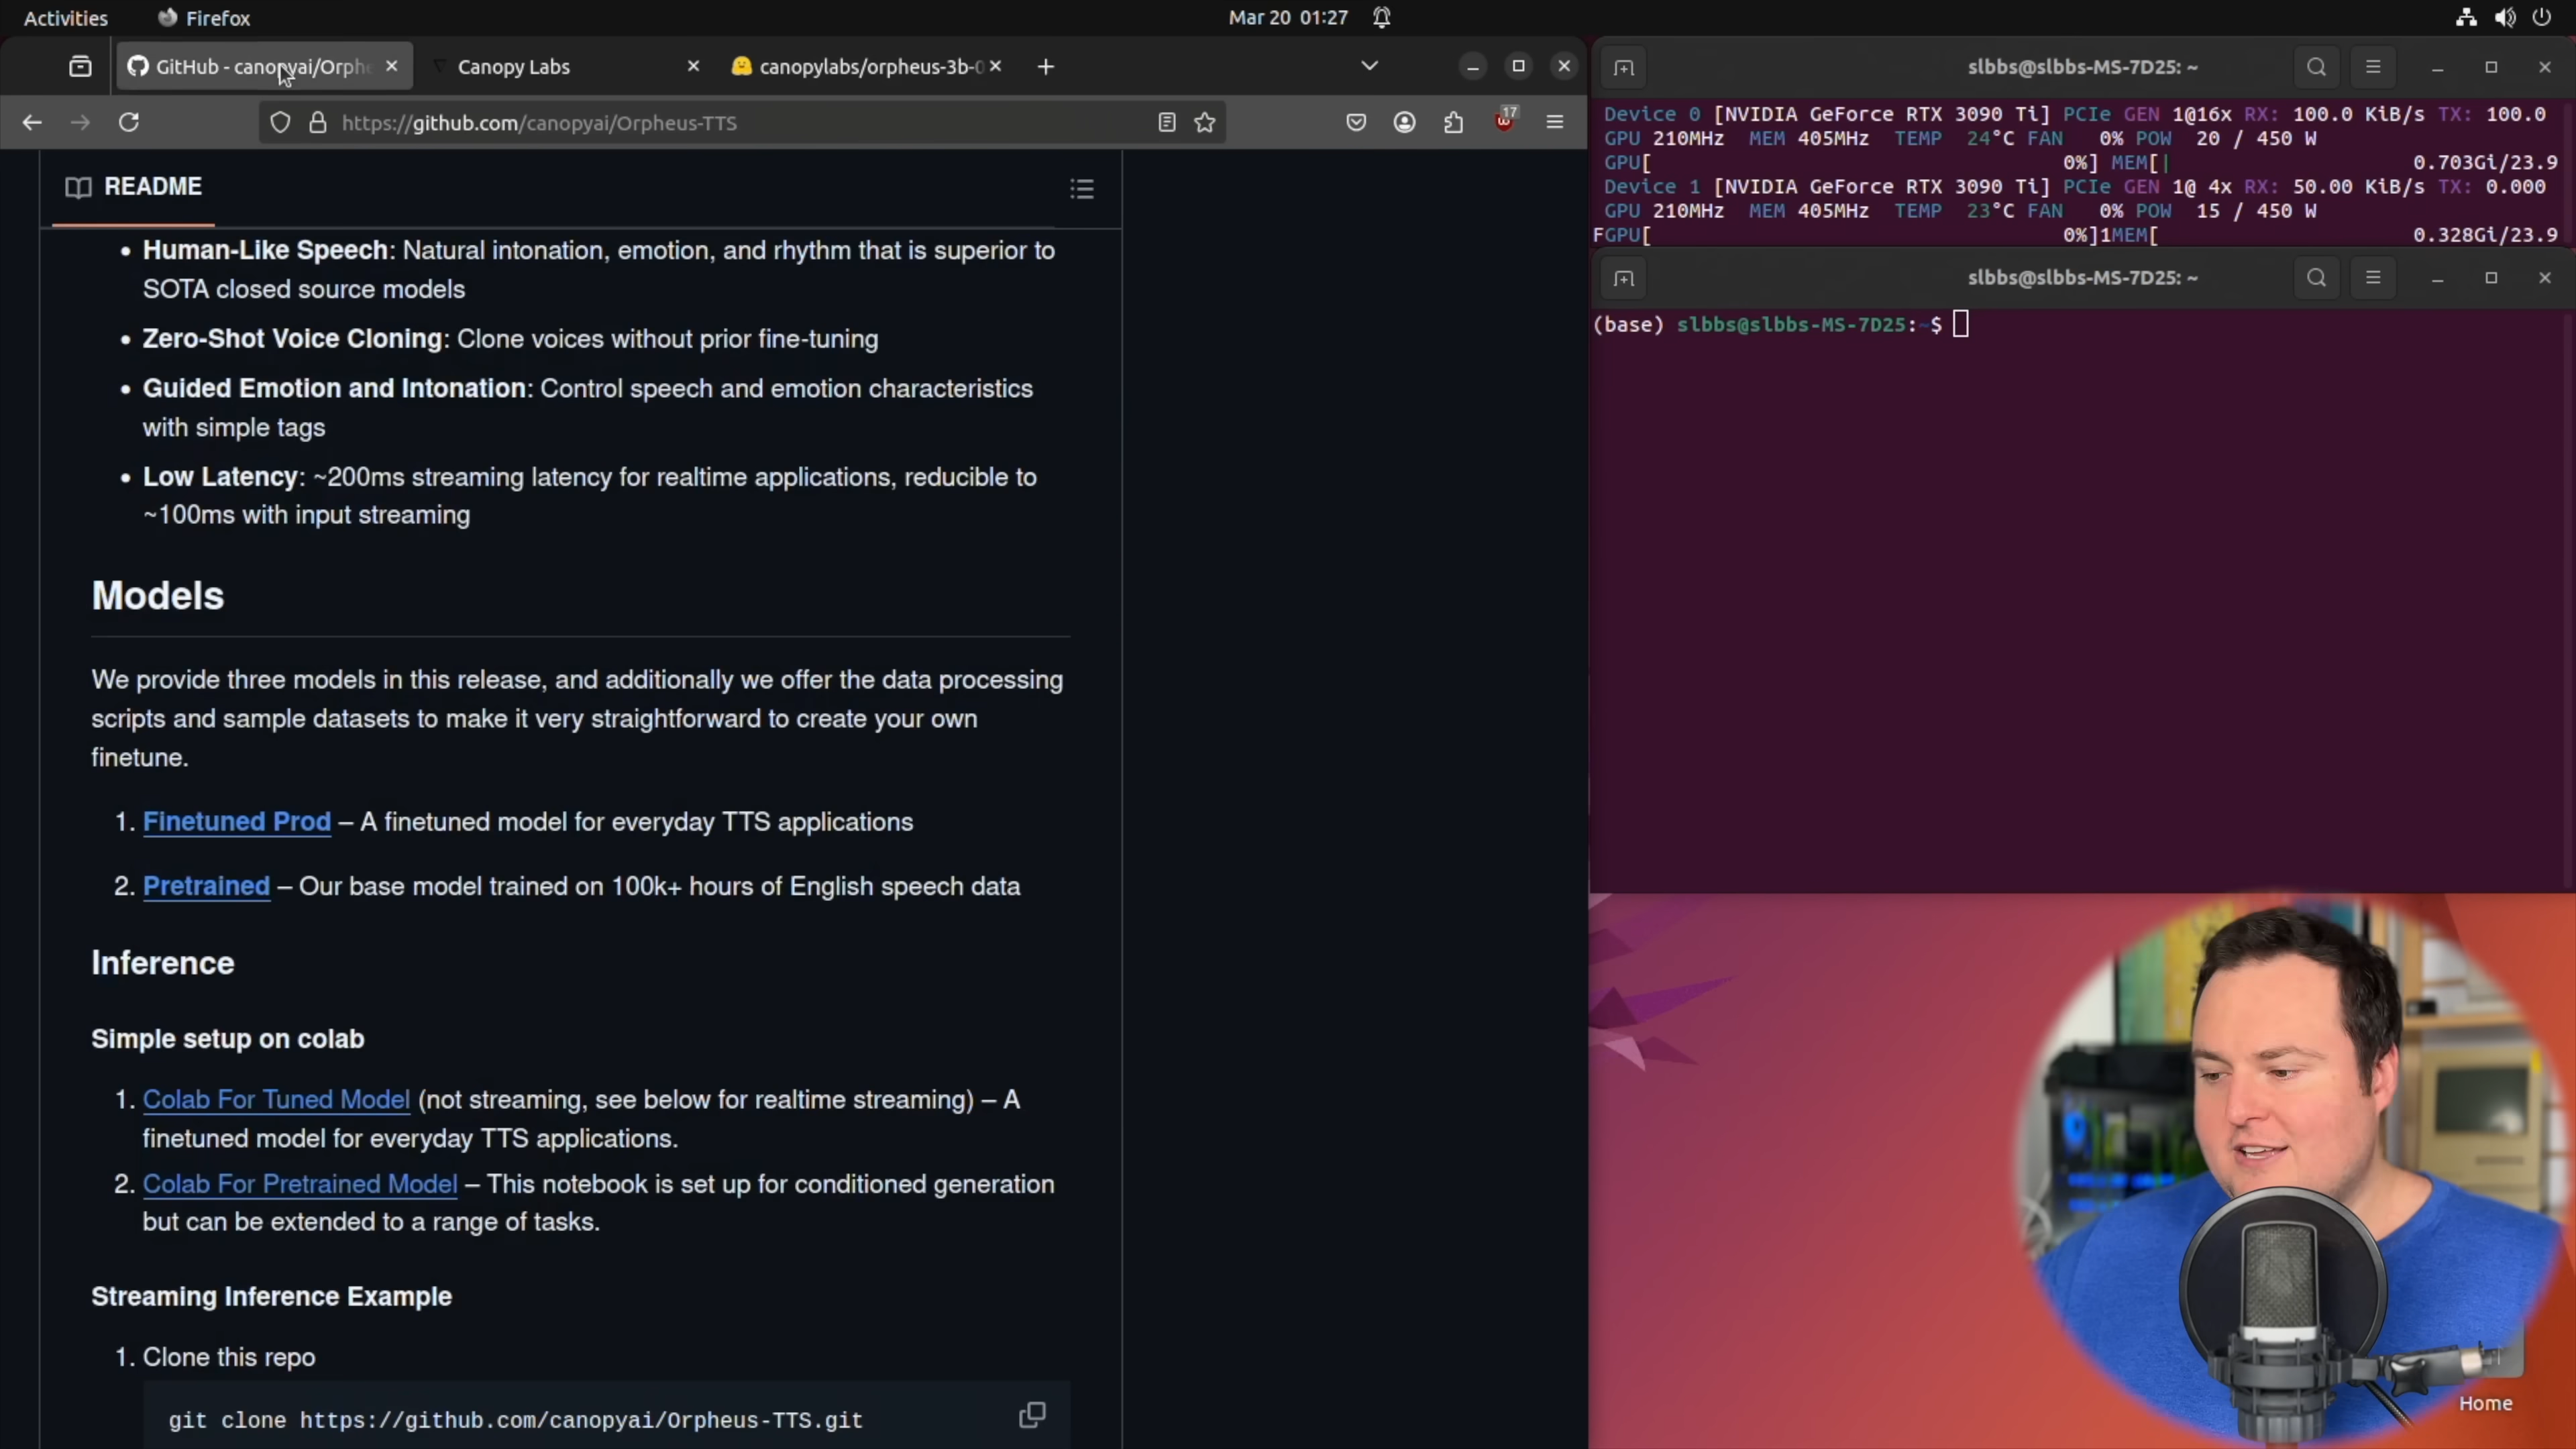 Activities
Firefox
Mar 20 01:27
GitHub - canopyai/Orphe
Canopy Labs
canopylabs/orpheus-3b-0
https://github.com/canopyai/Orpheus-TTS
17
README
• Human-Like Speech: Natural intonation, emotion, and rhythm that is superior to
SOTA closed source models
• Zero-Shot Voice Cloning: Clone voices without prior fine-tuning
• Guided Emotion and Intonation: Control speech and emotion characteristics
with simple tags
• Low Latency: ~200ms streaming latency for realtime applications, reducible to
~100ms with input streaming
Models
We provide three models in this release, and additionally we offer the data processing
scripts and sample datasets to make it very straightforward to create your own
finetune.
1. Finetuned Prod – A finetuned model for everyday TTS applications
2. Pretrained – Our base model trained on 100k+ hours of English speech data
Inference
Simple setup on colab
1. Colab For Tuned Model (not streaming, see below for realtime streaming) – A
finetuned model for everyday TTS applications.
2. Colab For Pretrained Model – This notebook is set up for conditioned generation
but can be extended to a range of tasks.
Streaming Inference Example
1. Clone this repo
git clone https://github.com/canopyai/Orpheus-TTS.git
slbbs@slbbs-MS-7D25: ~
Device 0 [NVIDIA GeForce RTX 3090 Ti] PCIe GEN 1@16x RX: 100.0 KiB/s TX: 100.0
GPU 210MHz MEM 405MHz TEMP 24°C FAN 0% POW 20 / 450 W
GPU[ 0%] MEM[| 0.703Gi/23.9
Device 1 [NVIDIA GeForce RTX 3090 Ti] PCIe GEN 1@ 4x RX: 50.00 KiB/s TX: 0.000
GPU 210MHz MEM 405MHz TEMP 23°C FAN 0% POW 15 / 450 W
FGPU[ 0%]1MEM[ 0.328Gi/23.9
slbbs@slbbs-MS-7D25: ~
(base) slbbs@slbbs-MS-7D25:~$
Home